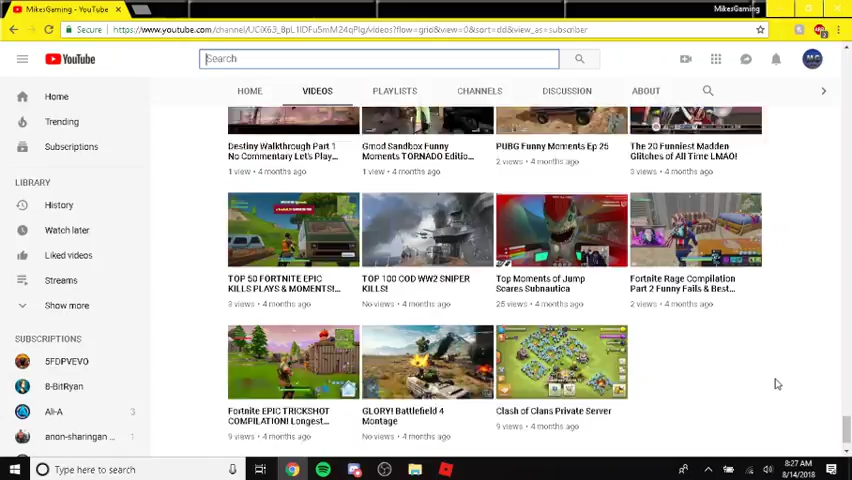 MikesGaming - YouTube
MikesGaming
Secure
https://www.youtube.com/channel/
videos?flow=grid&view=0&sort=dd&view_as=subscriber
YouTube
Search
HOME
VIDEOS
PLAYLISTS
CHANNELS
DISCUSSION
ABOUT
Home
Trending
Subscriptions
LIBRARY
History
Watch later
Liked videos
Streams
Show more
SUBSCRIPTIONS
5FDPVEVO
8-BitRyan
Ali-A 3
anon-sharingan ...
Destiny Walkthrough Part 1
No Commentary Let's Play...
1 view • 4 months ago
Gmod Sandbox Funny
Moments TORNADO Editio...
1 view • 4 months ago
PUBG Funny Moments Ep 25
2 views • 4 months ago
The 20 Funniest Madden
Glitches of All Time LMAO!
3 views • 4 months ago
TOP 50 FORTNITE EPIC
KILLS PLAYS & MOMENTS!...
3 views • 4 months ago
TOP 100 COD WW2 SNIPER
KILLS!
No views • 4 months ago
Top Moments of Jump
Scares Subnautica
25 views • 4 months ago
Fortnite Rage Compilation
Part 2 Funny Fails & Best...
2 views • 4 months ago
Fortnite EPIC TRICKSHOT
COMPILATION! Longest...
9 views • 4 months ago
GLORY! Battlefield 4
Montage
No views • 4 months ago
Clash of Clans Private Server
9 views • 4 months ago
Type here to search
8:27 AM
8/14/2018